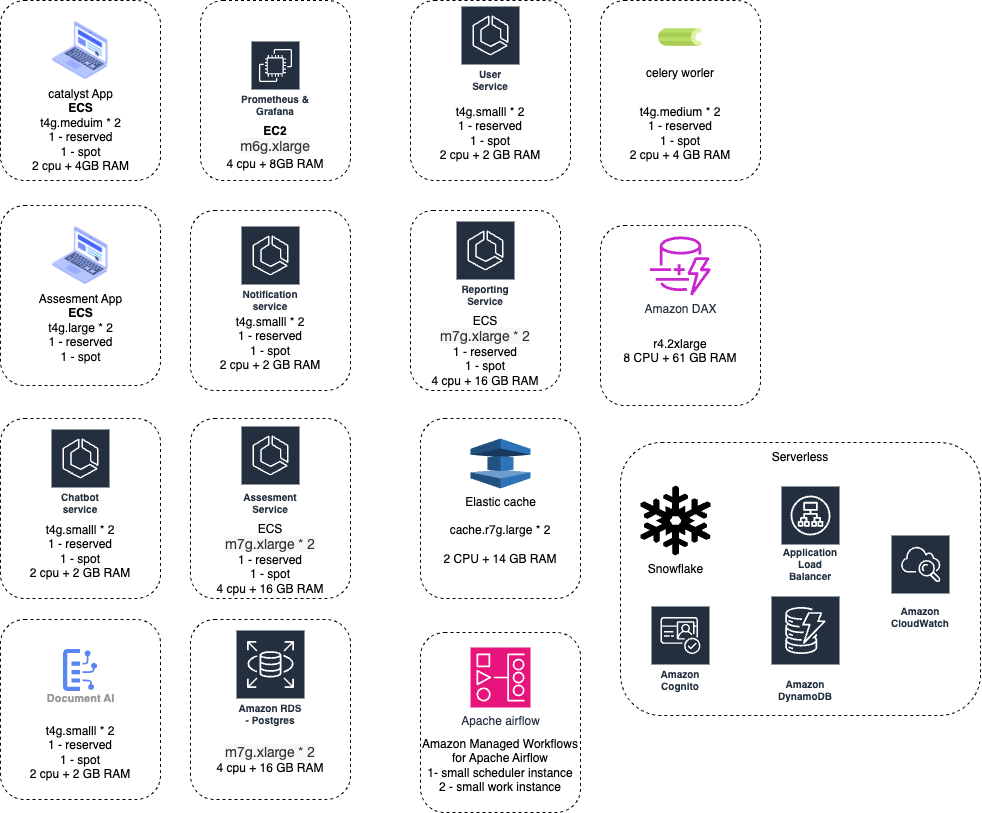 catalyst App
ECS
t4g.meduim * 2
1 - reserved
1 - spot
2 cpu + 4GB RAM
Prometheus &
Grafana
EC2
m6g.xlarge
4 cpu + 8GB RAM
User
Service
t4g.smalll * 2
1 - reserved
1 - spot
2 cpu + 2 GB RAM
celery worler
t4g.medium * 2
1 - reserved
1 - spot
2 cpu + 4 GB RAM
Assesment App
ECS
t4g.large * 2
1 - reserved
1 - spot
Notification
service
t4g.smalll * 2
1 - reserved
1 - spot
2 cpu + 2 GB RAM
Reporting
Service
ECS
m7g.xlarge * 2
1 - reserved
1 - spot
4 cpu + 16 GB RAM
Amazon DAX
r4.2xlarge
8 CPU + 61 GB RAM
Chatbot
service
t4g.smalll * 2
1 - reserved
1 - spot
2 cpu + 2 GB RAM
Assesment
Service
ECS
m7g.xlarge * 2
1 - reserved
1 - spot
4 cpu + 16 GB RAM
Elastic cache
cache.r7g.large * 2
2 CPU + 14 GB RAM
Serverless
Snowflake
Application
Load
Balancer
Amazon
CloudWatch
Amazon
Cognito
Amazon
DynamoDB
Document AI
t4g.smalll * 2
1 - reserved
1 - spot
2 cpu + 2 GB RAM
Amazon RDS
- Postgres
m7g.xlarge * 2
4 cpu + 16 GB RAM
Apache airflow
Amazon Managed Workflows
for Apache Airflow
1- small scheduler instance
2 - small work instance